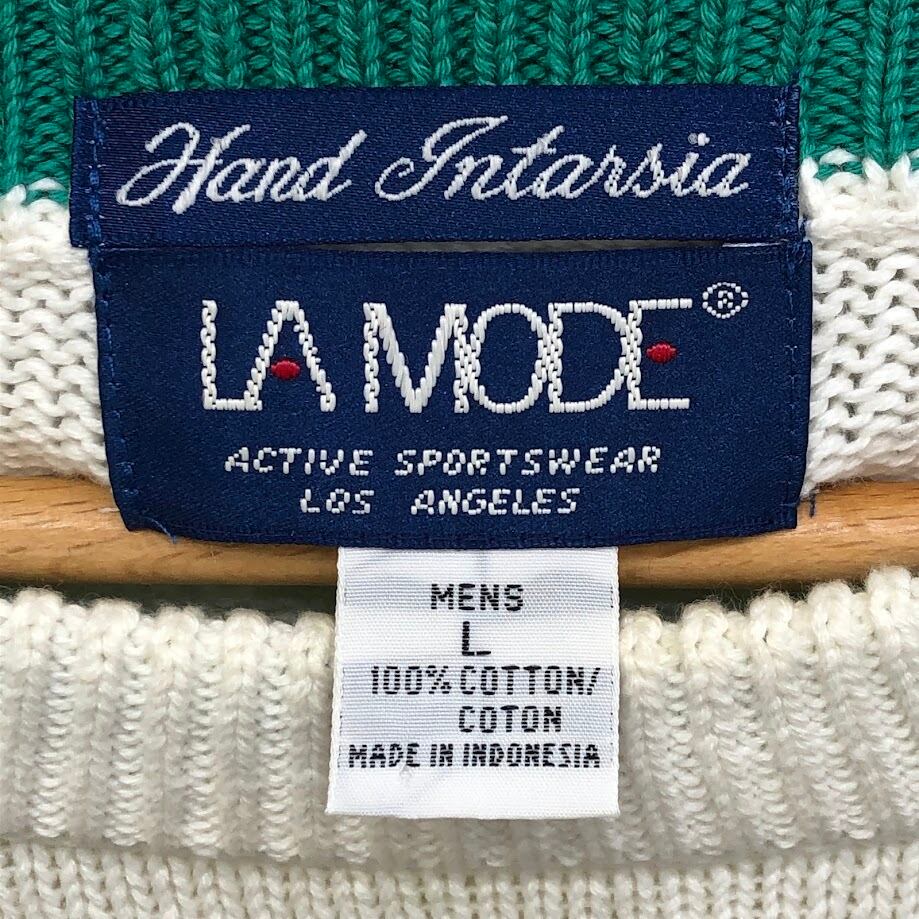 Hand Intarsia
LA MODE®
ACTIVE SPORTSWEAR
LOS ANGELES
MENS
L
100% COTTON/
COTON
MADE IN INDONESIA